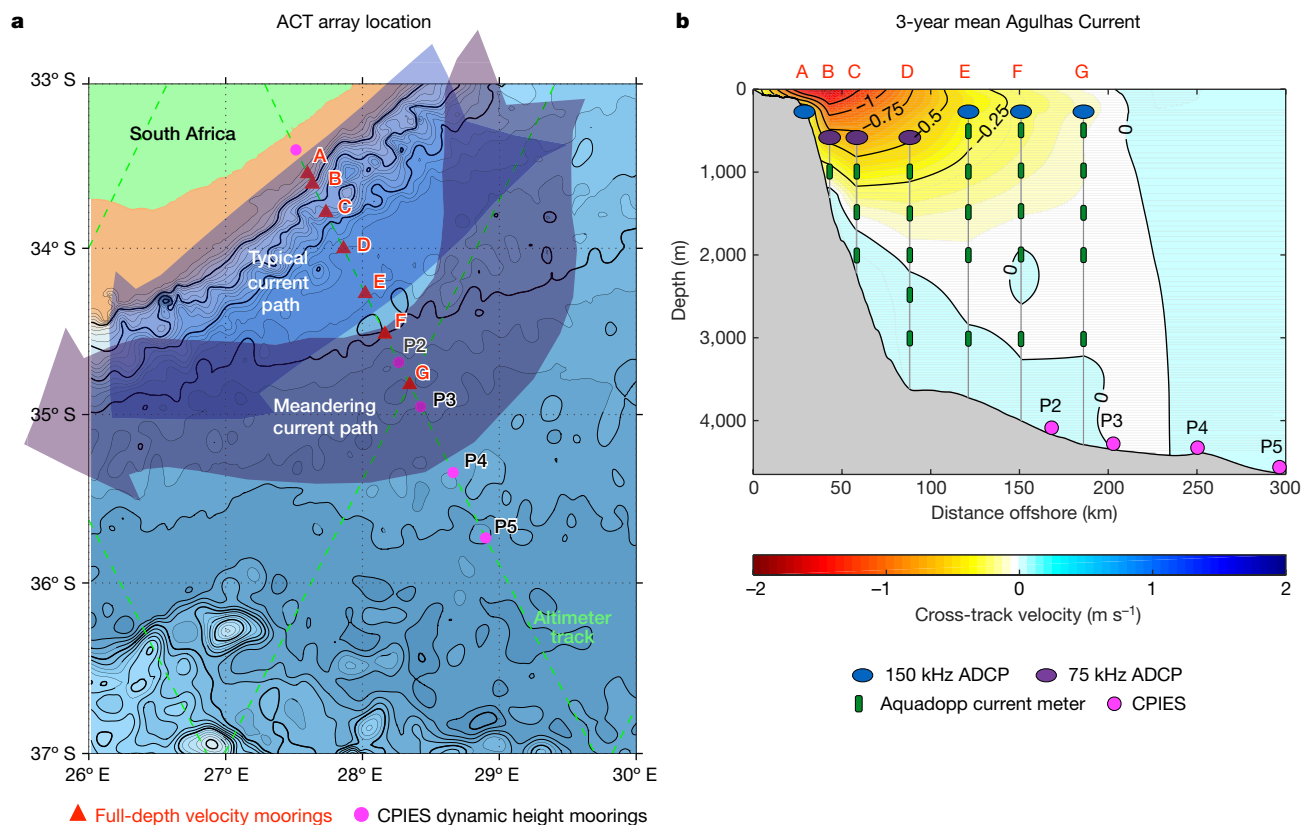 a
ACT array location
33° S
34° S
35° S
36° S
37° S
26° E
27° E
28° E
29° E
30° E
South Africa
A
B
C
D
E
F
P2
G
P3
P4
P5
Typical
current
path
Meandering
current path
Altimeter
track
Full-depth velocity moorings
CPIES dynamic height moorings
b
3-year mean Agulhas Current
A B C D E F G
Depth (m)
0
1,000
2,000
3,000
4,000
−1
−0.75
−0.5
−0.25
0
0
0
P2
P3
P4
P5
0 50 100 150 200 250 300
Distance offshore (km)
−2 −1 0 1 2
Cross-track velocity (m s⁻¹)
150 kHz ADCP
75 kHz ADCP
Aquadopp current meter
CPIES